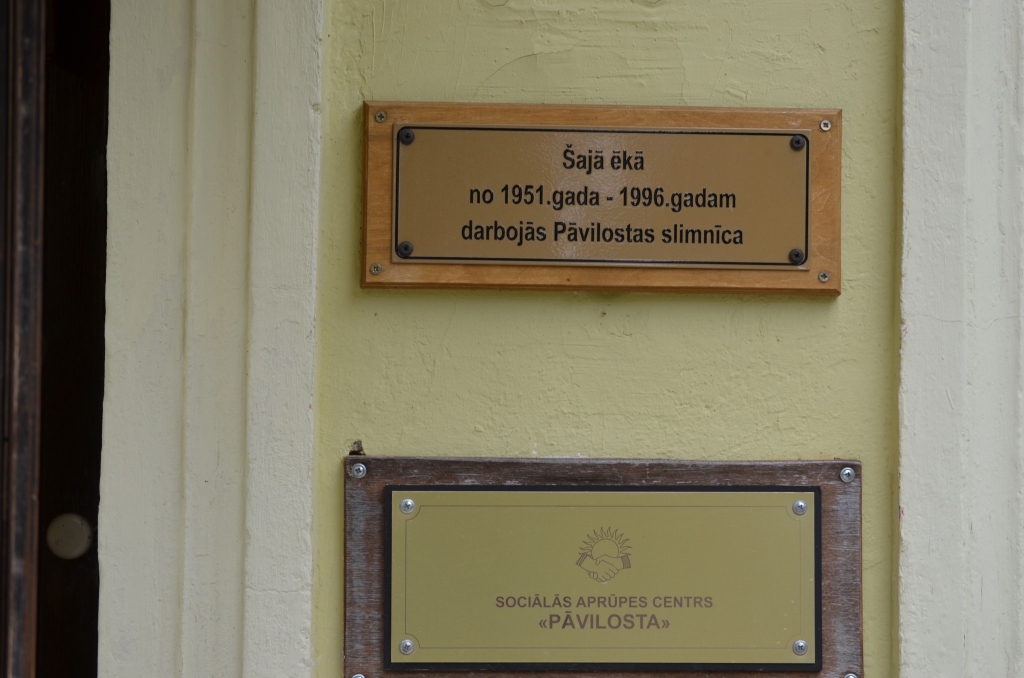 Šajā ēkā
no 1951.gada - 1996.gadam
darbojās Pāvilostas slimnīca
SOCIĀLĀS APRŪPES CENTRS
«PĀVILOSTA»